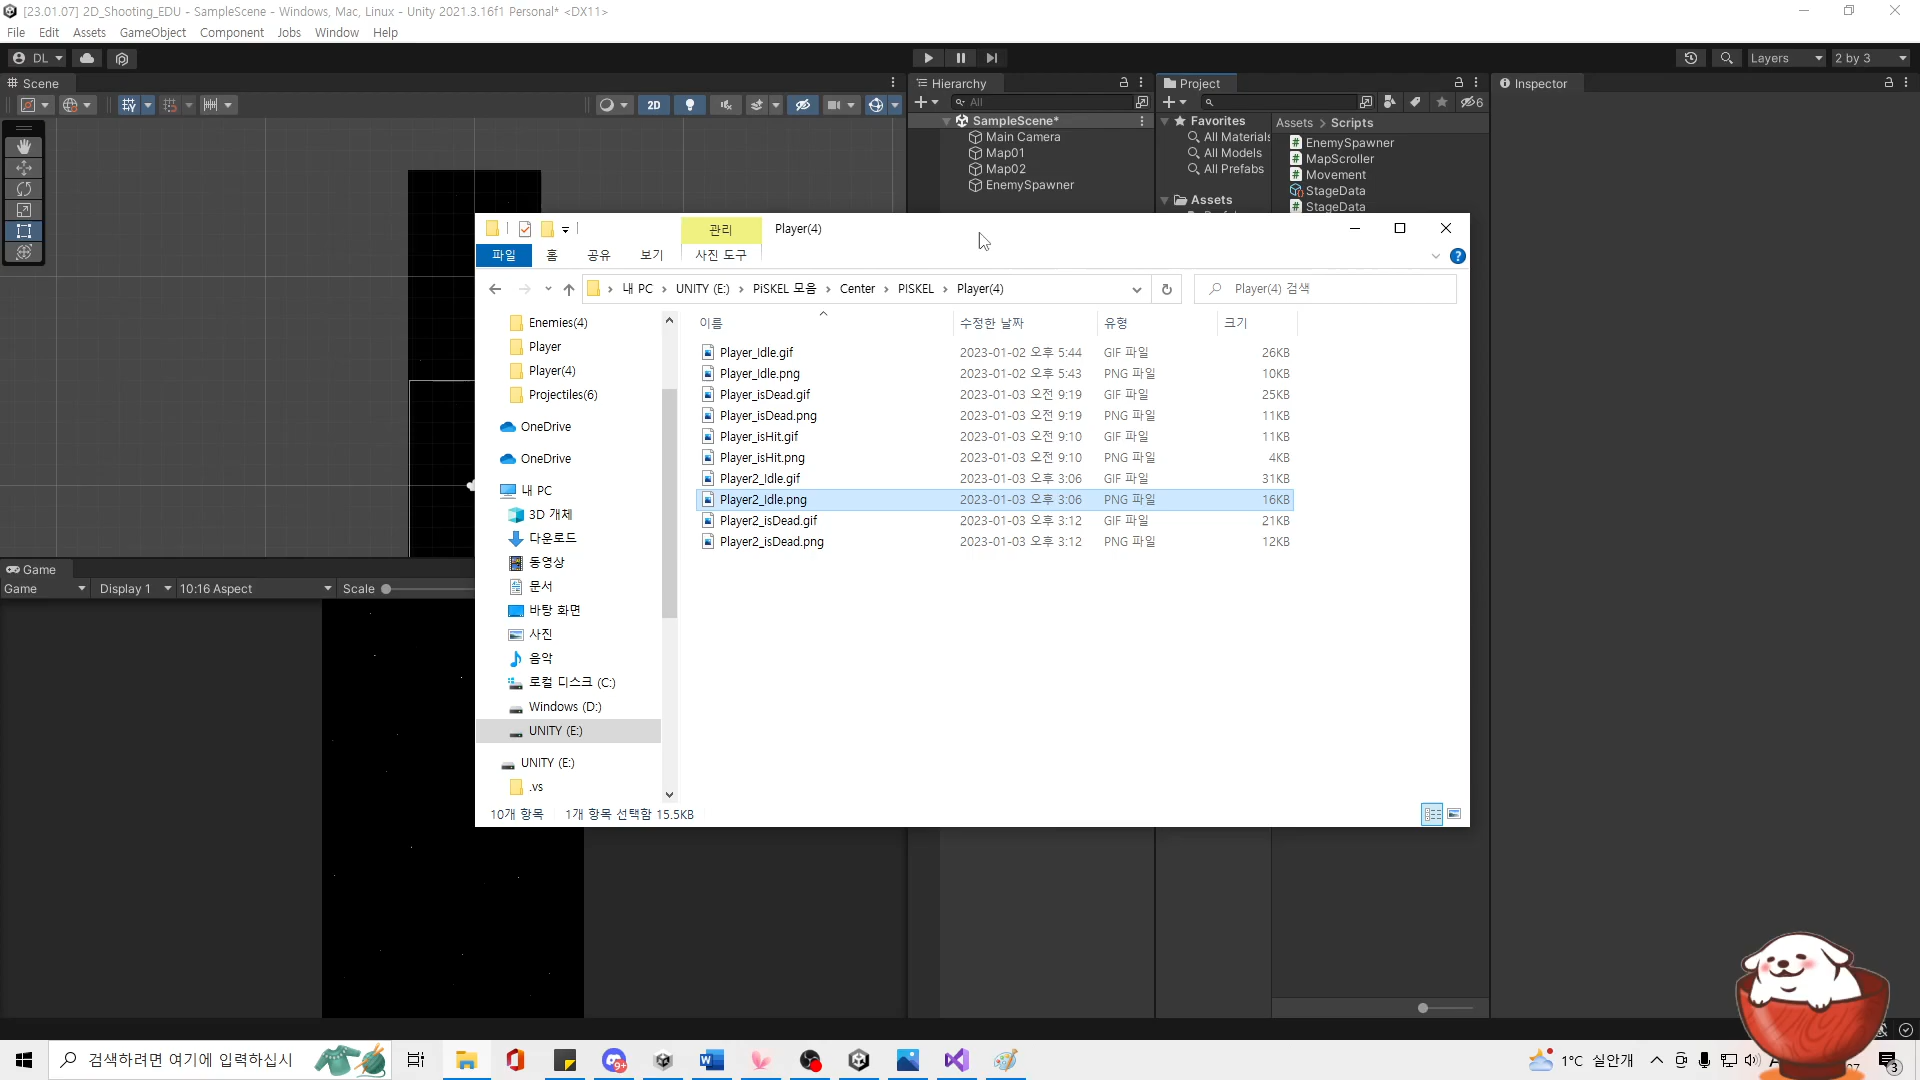 [23.01.07] 2D_Shooting_EDU - SampleScene - Windows, Mac, Linux - Unity 2021.3.16f1 Personal* <DX11>
File Edit Assets GameObject Component Jobs Window Help
DL Layers 2 by 3
Scene Hierarchy Project Inspector
2D All 6
SampleScene*
Main Camera
Map01
Map02
EnemySpawner
Favorites
All Materials
All Models
All Prefabs
Assets
Assets > Scripts
EnemySpawner
MapScroller
Movement
StageData
StageData
관리 Player(4)
파일 홈 공유 보기 사진 도구
내 PC > UNITY (E:) > PiSKEL 모음 > Center > PISKEL > Player(4)
Player(4) 검색
Enemies(4)
Player
Player(4)
Projectiles(6)
OneDrive
OneDrive
내 PC
3D 개체
다운로드
동영상
문서
바탕 화면
사진
음악
로컬 디스크 (C:)
Windows (D:)
UNITY (E:)
UNITY (E:)
.vs
이름 수정한 날짜 유형 크기
Player_Idle.gif 2023-01-02 오후 5:44 GIF 파일 26KB
Player_Idle.png 2023-01-02 오후 5:43 PNG 파일 10KB
Player_isDead.gif 2023-01-03 오전 9:19 GIF 파일 25KB
Player_isDead.png 2023-01-03 오전 9:19 PNG 파일 11KB
Player_isHit.gif 2023-01-03 오전 9:10 GIF 파일 11KB
Player_isHit.png 2023-01-03 오전 9:10 PNG 파일 4KB
Player2_Idle.gif 2023-01-03 오후 3:06 GIF 파일 31KB
Player2_Idle.png 2023-01-03 오후 3:06 PNG 파일 16KB
Player2_isDead.gif 2023-01-03 오후 3:12 GIF 파일 21KB
Player2_isDead.png 2023-01-03 오후 3:12 PNG 파일 12KB
10개 항목 1개 항목 선택함 15.5KB
Game
Game Display 1 10:16 Aspect Scale
검색하려면 여기에 입력하십시
9+
1°C 실안개
3